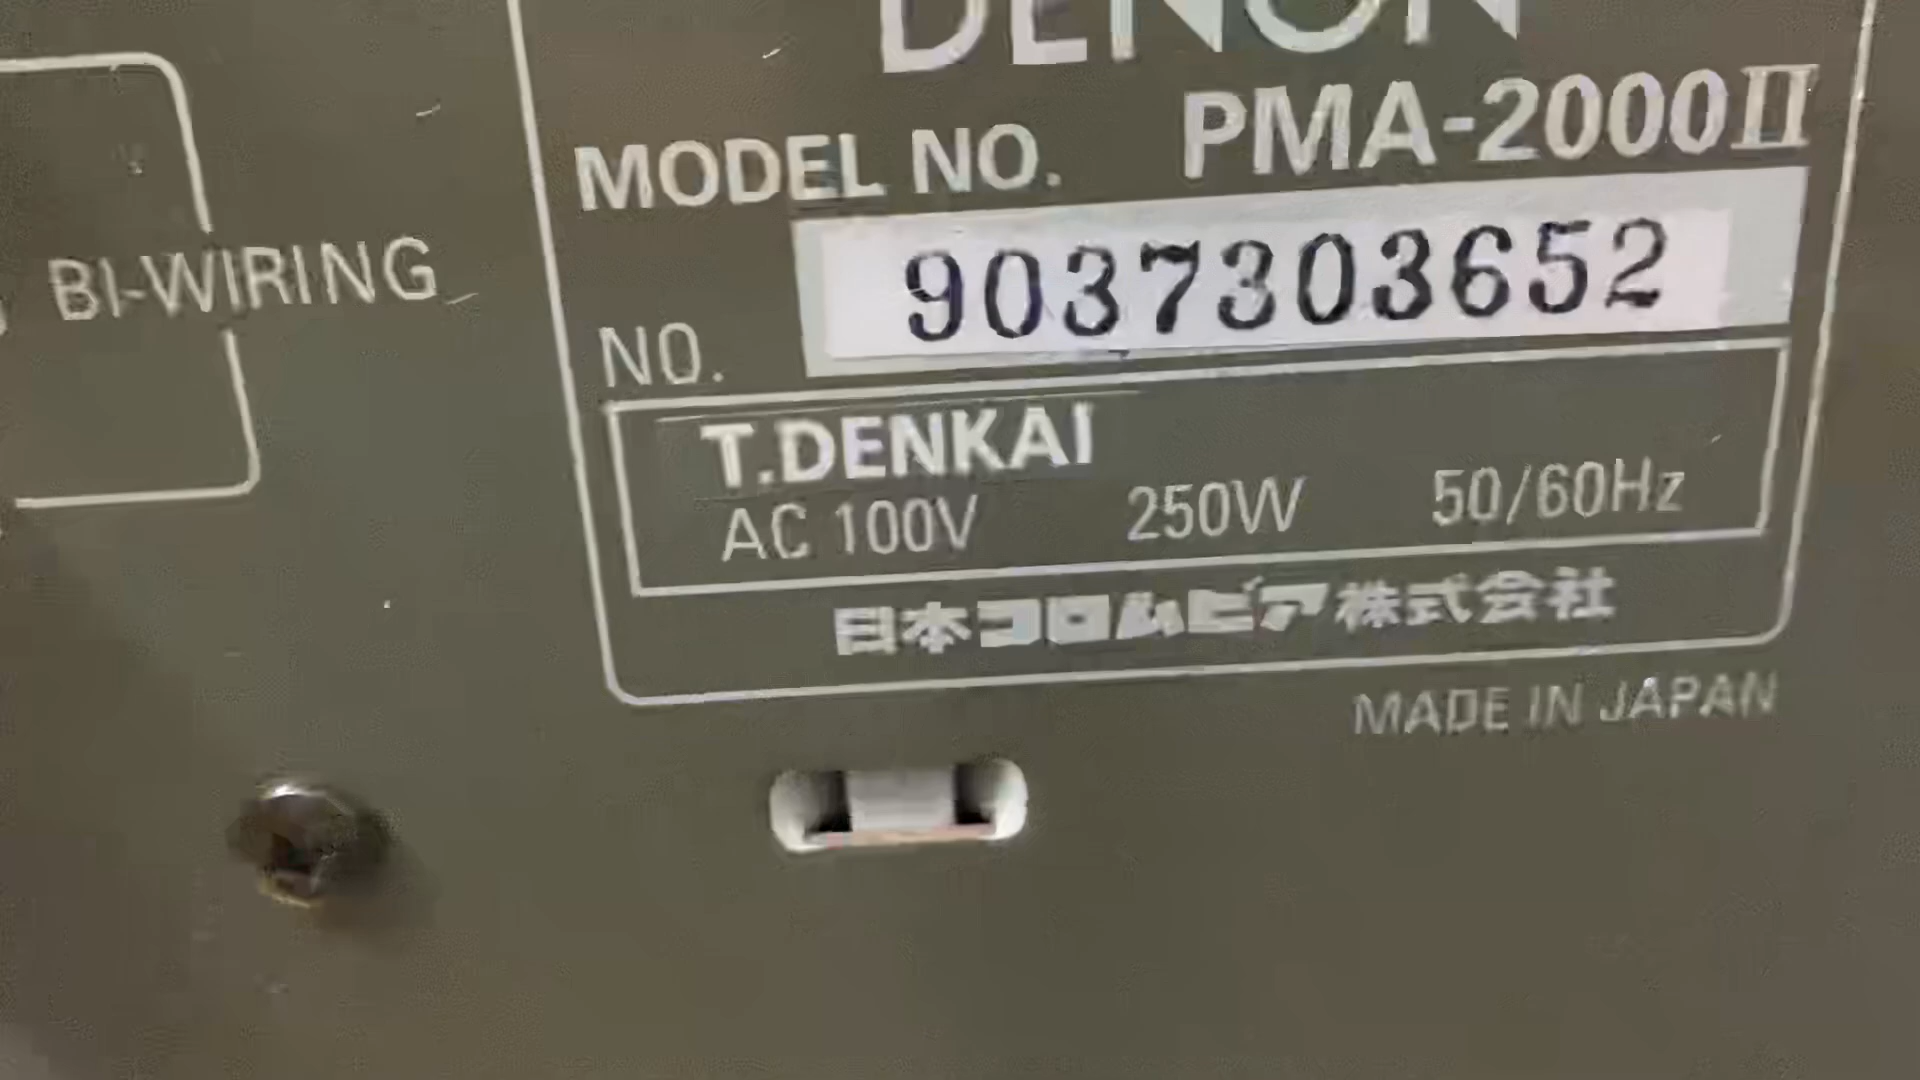 DENON
MODEL NO. PMA-2000II
NO. 9037303652
BI-WIRING
T.DENKAI
AC 100V 250W 50/60Hz
日本コロムビア株式会社
MADE IN JAPAN